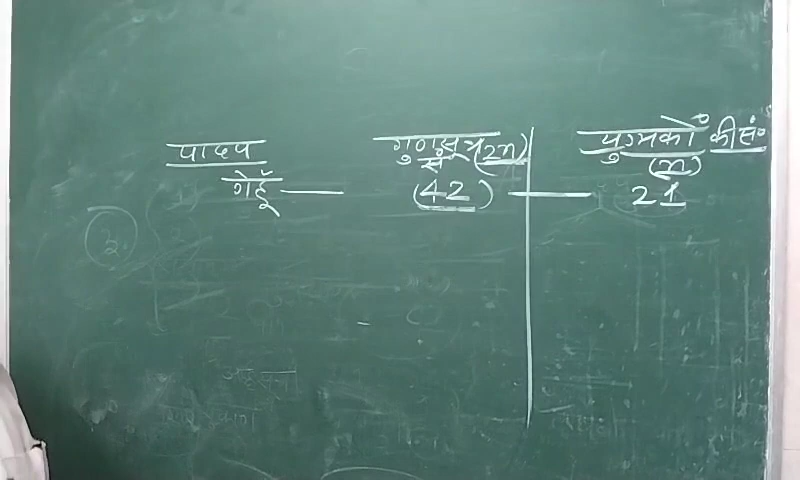 पादप गुणसूत्र (2n) युग्मकों की सं०
सं (n)
गेहूँ — (42) — 21